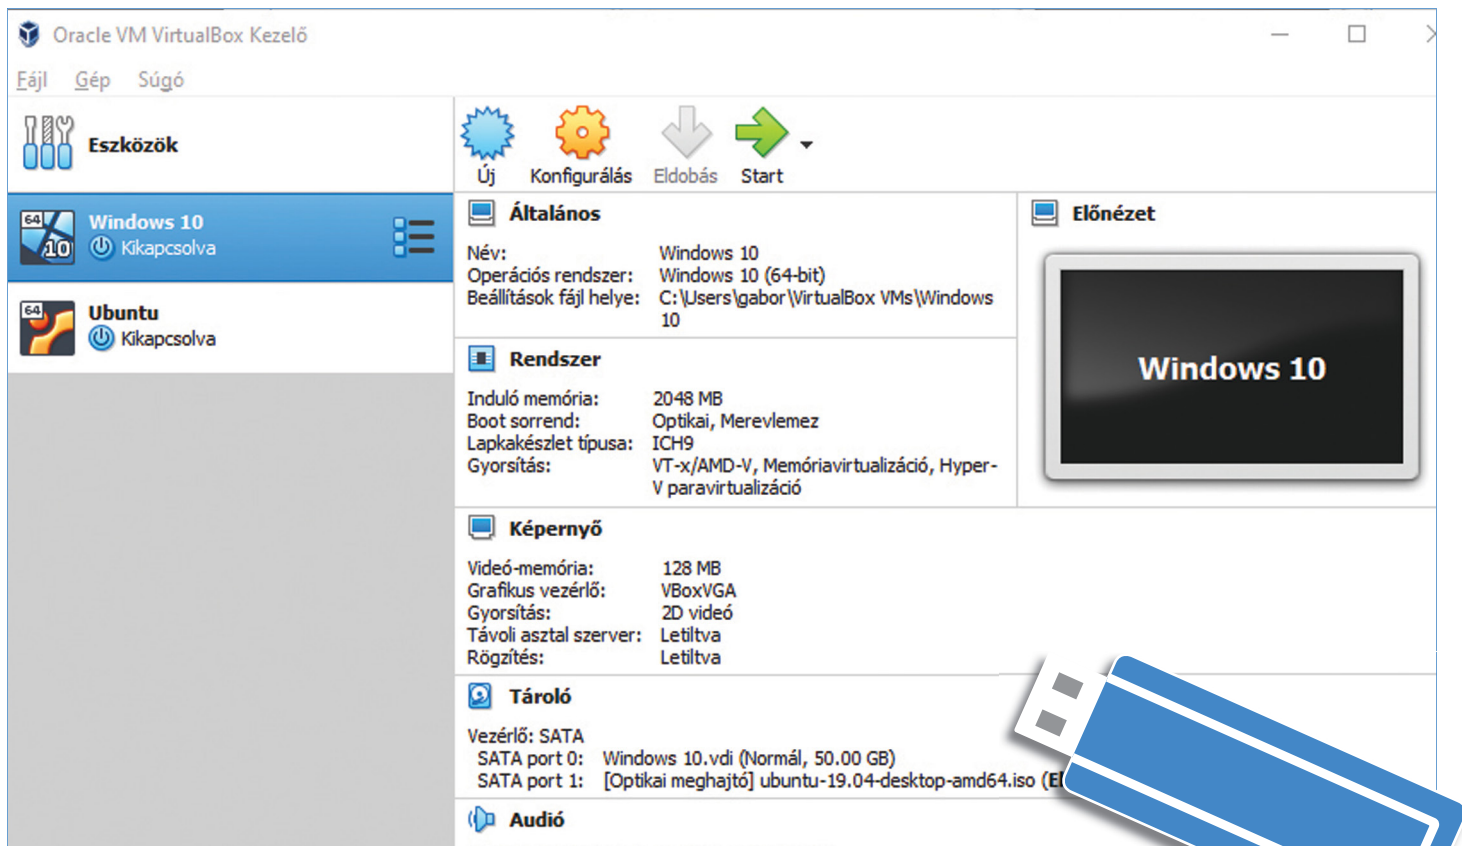 Oracle VM VirtualBox Kezelő
Fájl Gép Súgó
Eszközök
Új Konfigurálás Eldobás Start
64
10
Windows 10
Kikapcsolva
64
Ubuntu
Kikapcsolva
Általános
Név: Windows 10
Operációs rendszer: Windows 10 (64-bit)
Beállítások fájl helye: C:\Users\gabor\VirtualBox VMs\Windows
10
Előnézet
Windows 10
Rendszer
Induló memória: 2048 MB
Boot sorrend: Optikai, Merevlemez
Lapkakészlet típusa: ICH9
Gyorsítás: VT-x/AMD-V, Memóriavirtualizáció, Hyper-
V paravirtualizáció
Képernyő
Videó-memória: 128 MB
Grafikus vezérlő: VBoxVGA
Gyorsítás: 2D videó
Távoli asztal szerver: Letiltva
Rögzítés: Letiltva
Tároló
Vezérlő: SATA
SATA port 0: Windows 10.vdi (Normál, 50.00 GB)
SATA port 1: [Optikai meghajtó] ubuntu-19.04-desktop-amd64.iso
Audió